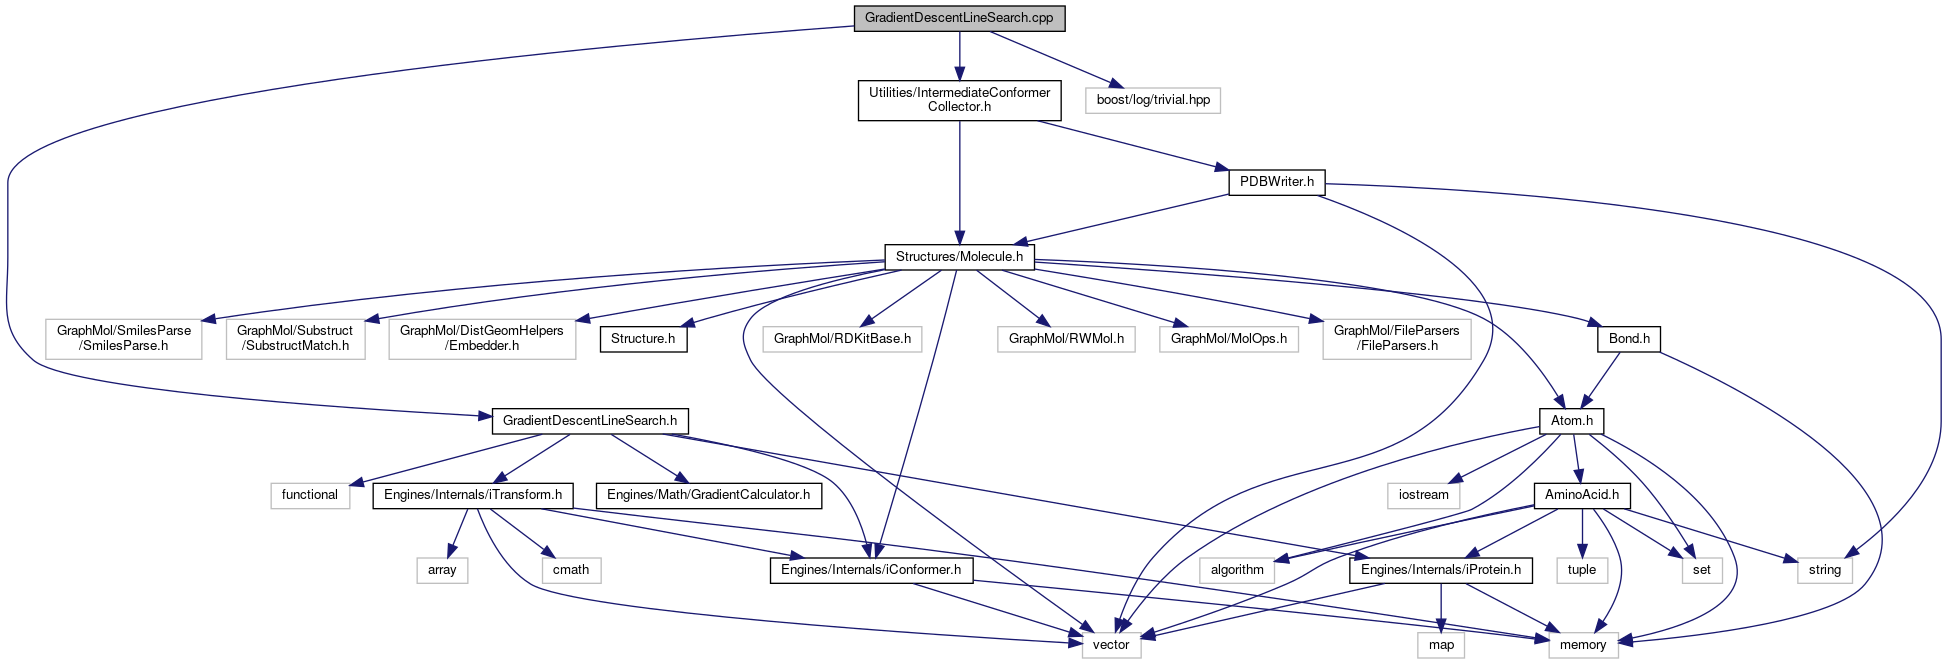 GradientDescentLineSearch.cpp
Utilities/IntermediateConformer
Collector.h
boost/log/trivial.hpp
PDBWriter.h
Structures/Molecule.h
GraphMol/SmilesParse
/SmilesParse.h
GraphMol/Substruct
/SubstructMatch.h
GraphMol/DistGeomHelpers
/Embedder.h
Structure.h
GraphMol/RDKitBase.h
GraphMol/RWMol.h
GraphMol/MolOps.h
GraphMol/FileParsers
/FileParsers.h
Bond.h
GradientDescentLineSearch.h
Atom.h
functional
Engines/Internals/iTransform.h
Engines/Math/GradientCalculator.h
iostream
AminoAcid.h
array
cmath
Engines/Internals/iConformer.h
algorithm
Engines/Internals/iProtein.h
tuple
set
string
vector
map
memory